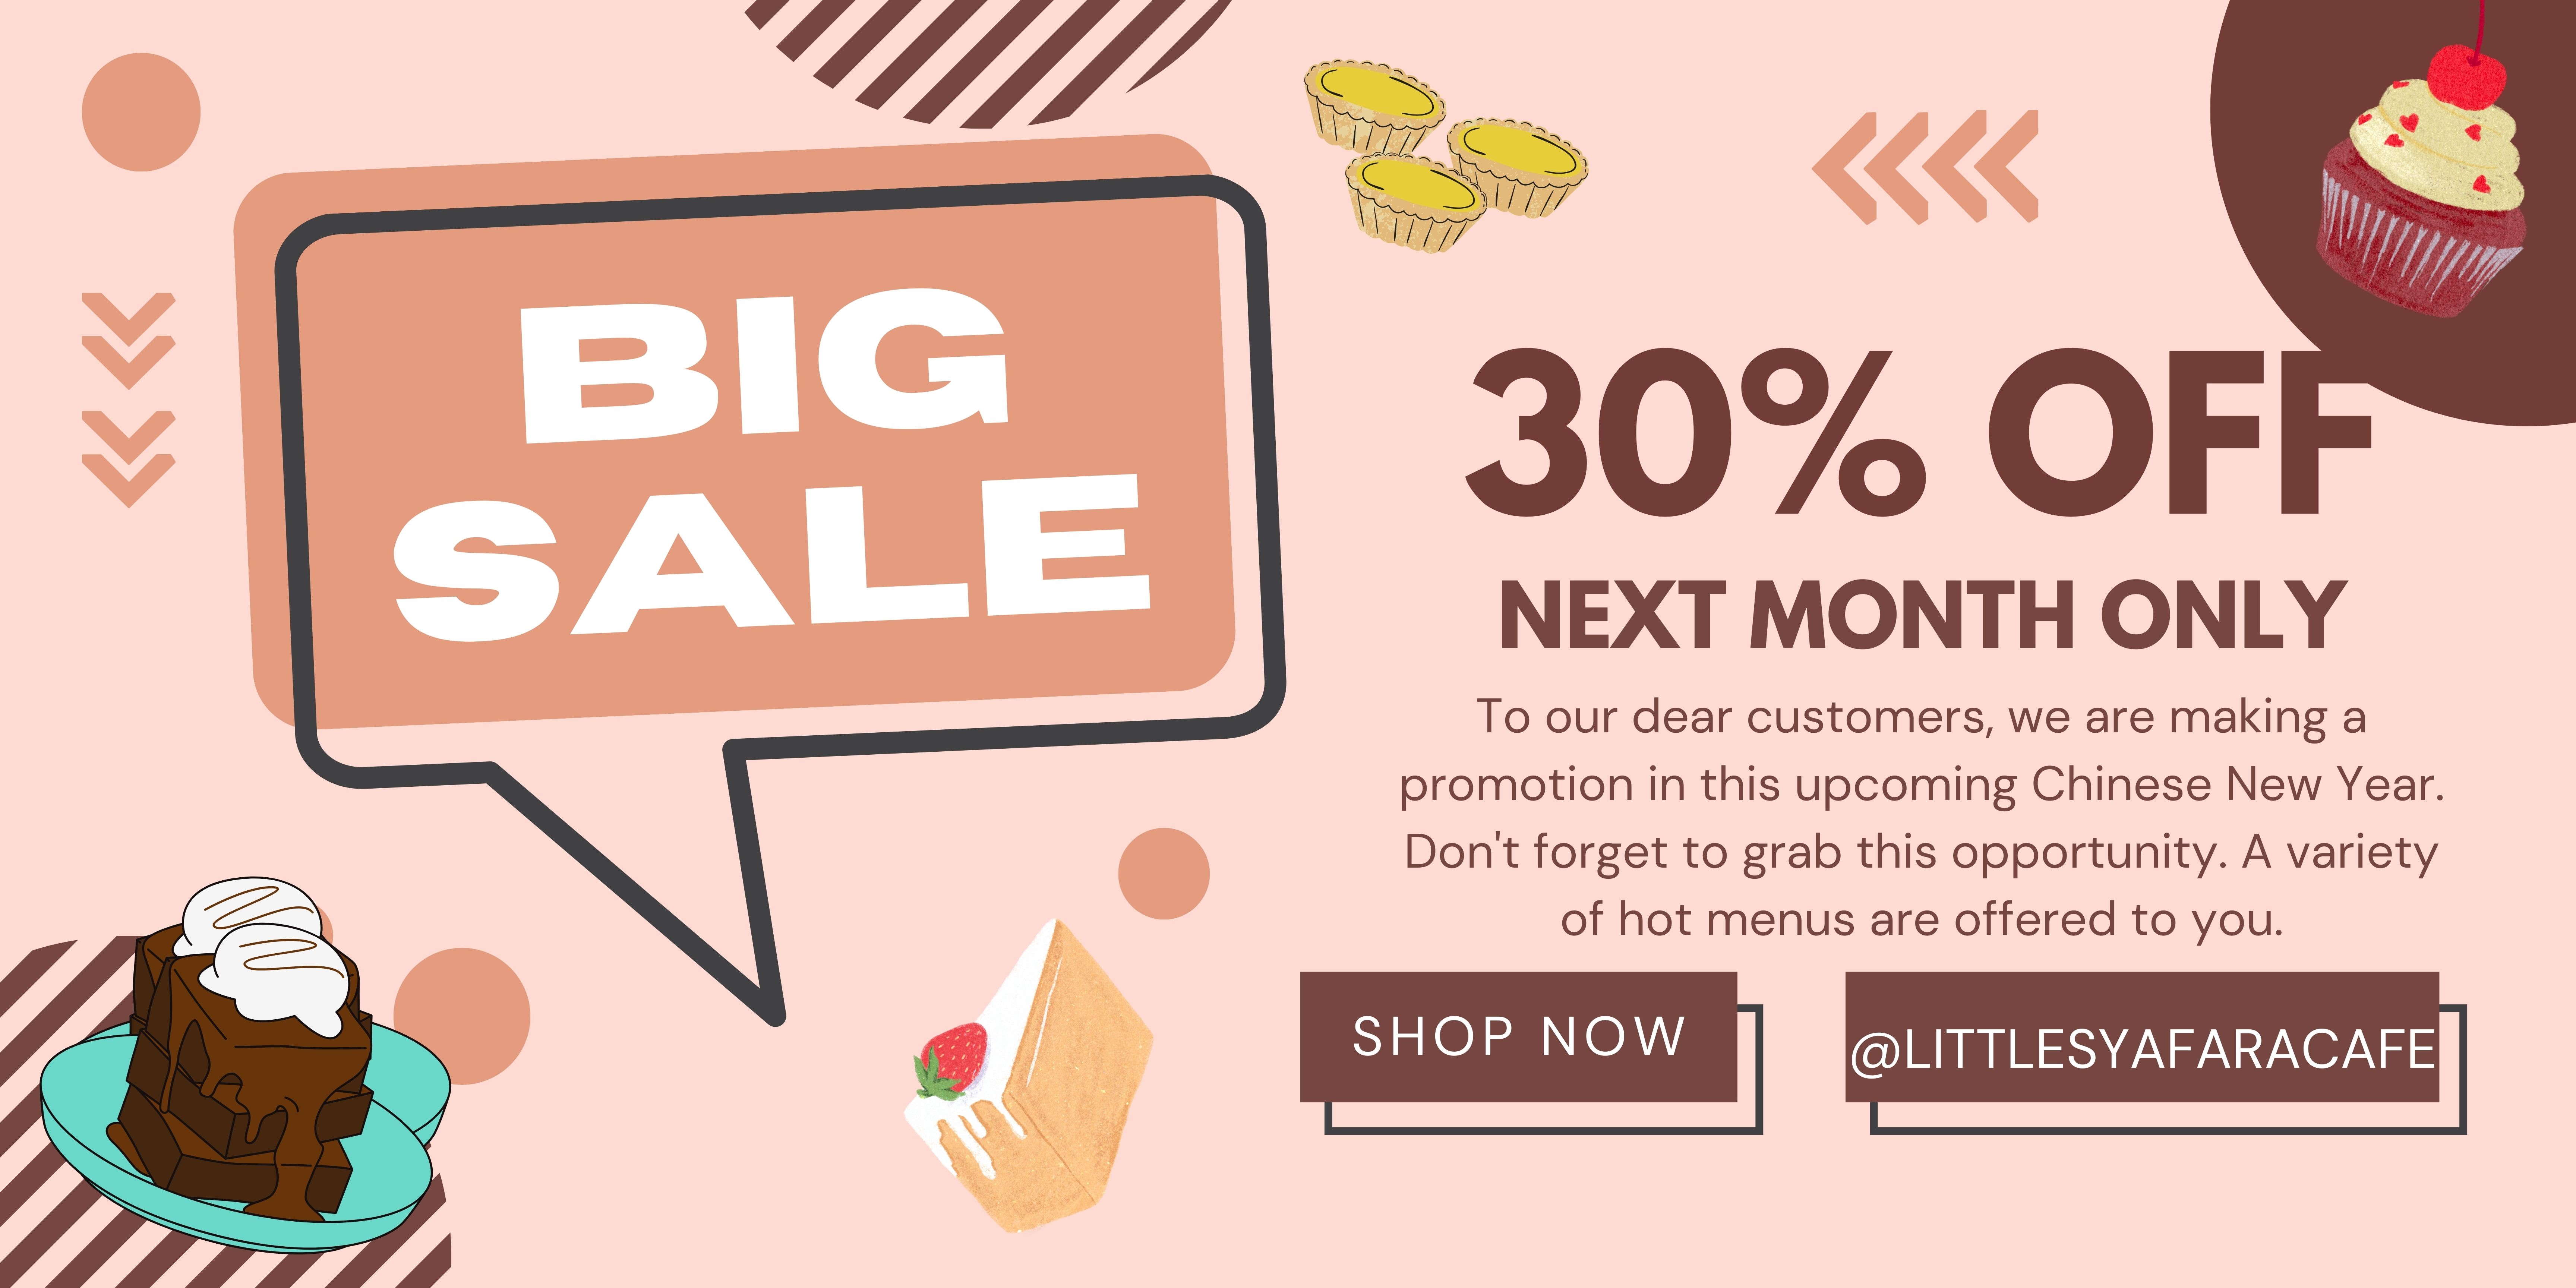 BIG
SALE
30% OFF
NEXT MONTH ONLY
To our dear customers, we are making a
promotion in this upcoming Chinese New Year.
Don't forget to grab this opportunity. A variety
of hot menus are offered to you.
SHOP NOW
@LITTLESYAFARACAFE